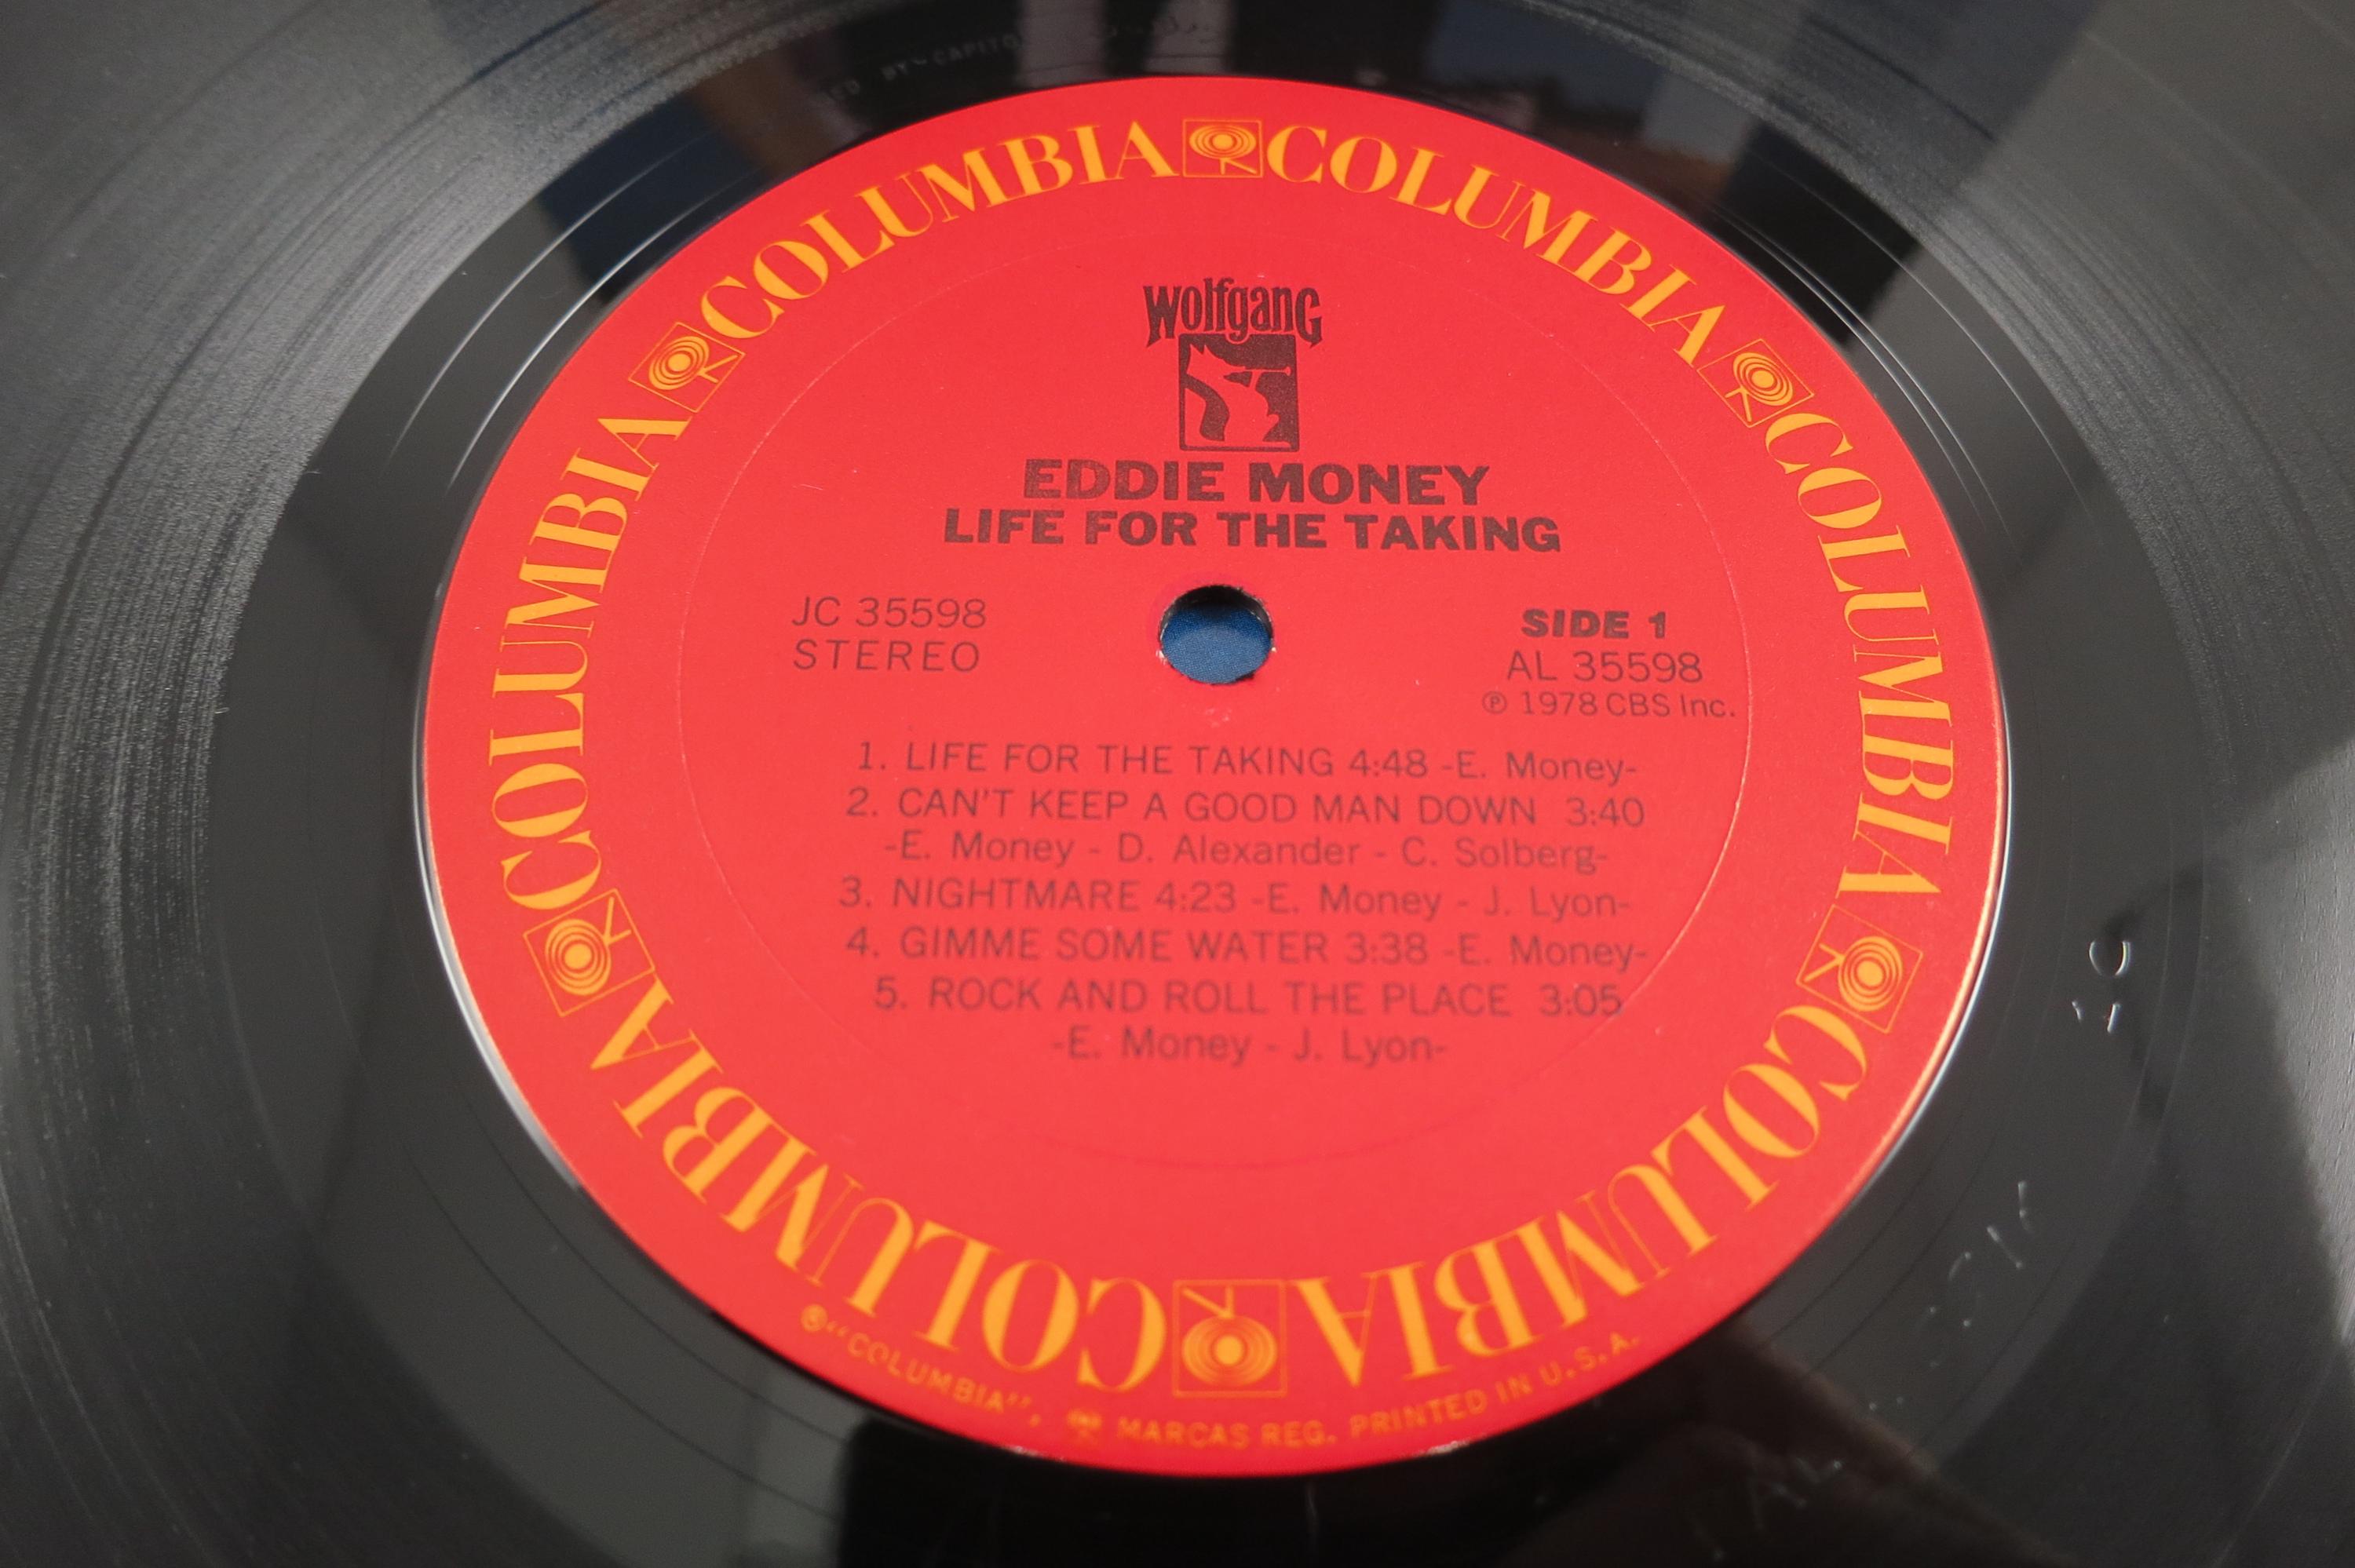 BY-CAPITO
COLUMBIA COLUMBIA COLUMBIA COLUMBIA COLUMBIA COLUMBIA
Wolfgang
EDDIE MONEY
LIFE FOR THE TAKING
JC 35598
STEREO
SIDE 1
AL 35598
℗ 1978 CBS Inc.
1. LIFE FOR THE TAKING 4:48 -E. Money-
2. CAN'T KEEP A GOOD MAN DOWN 3:40
-E. Money - D. Alexander - C. Solberg-
3. NIGHTMARE 4:23 -E. Money - J. Lyon-
4. GIMME SOME WATER 3:38 -E. Money-
5. ROCK AND ROLL THE PLACE 3:05
-E. Money - J. Lyon-
®"COLUMBIA", MARCAS REG. PRINTED IN U.S.A.